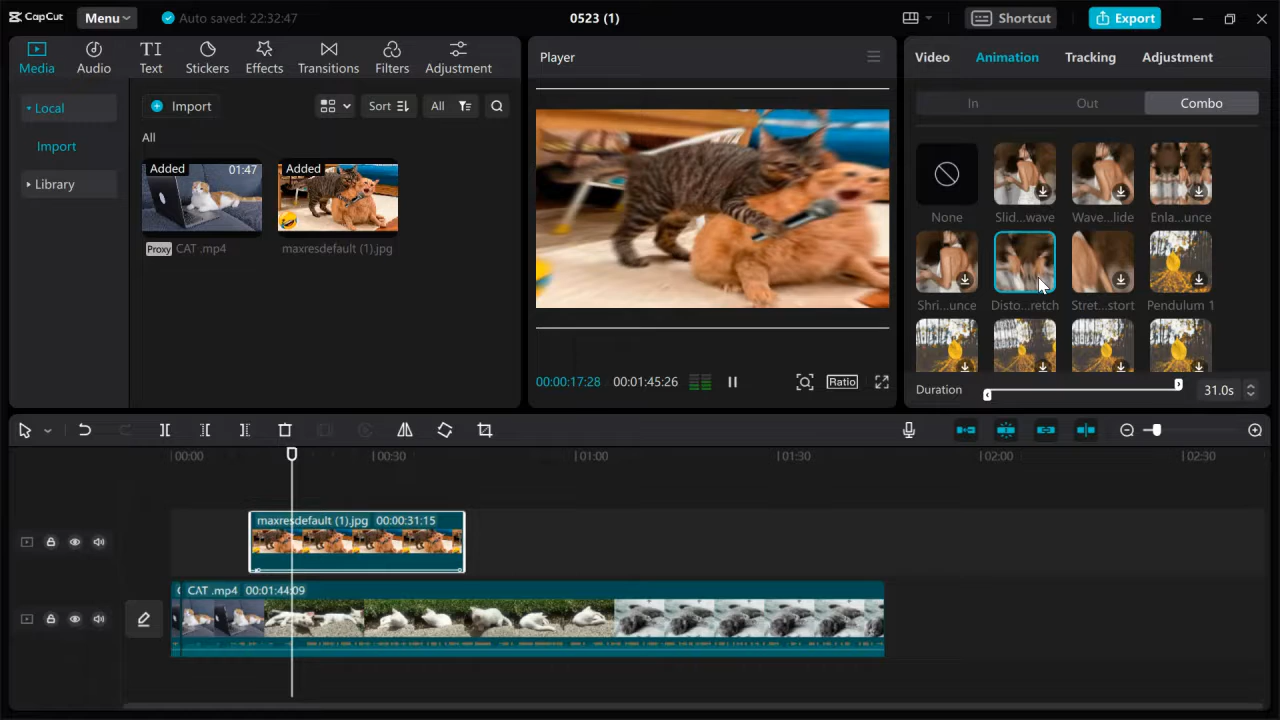 CapCut
Menu
Auto saved: 22:32:47
0523 (1)
Shortcut
Export
Media
Audio
Text
Stickers
Effects
Transitions
Filters
Adjustment
Local
Import
Library
Import
Sort
All
All
Added
01:47
Proxy CAT .mp4
Added
maxresdefault (1).jpg
Player
00:00:17:28
00:01:45:26
Ratio
Video
Animation
Tracking
Adjustment
In
Out
Combo
None
Slid...wave
Wave...lide
Enla...unce
Shri...unce
Disto...retch
Stret...stort
Pendulum 1
Duration
31.0s
00:00
00:30
01:00
01:30
02:00
02:30
maxresdefault (1).jpg 00:00:31:15
CAT .mp4 00:01:44:09